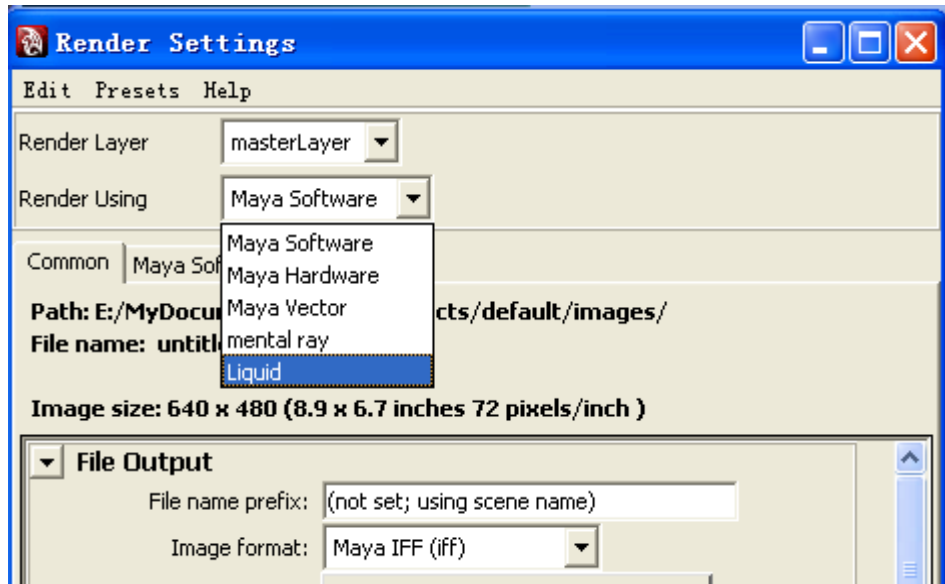 Render Settings
Edit Presets Help
Render Layer masterLayer
Render Using Maya Software
Maya Software
Maya Hardware
Maya Vector
mental ray
Liquid
Common Maya Sof
Path: E:/MyDocu cts/default/images/
File name: untitl
Image size: 640 x 480 (8.9 x 6.7 inches 72 pixels/inch )
File Output
File name prefix: (not set; using scene name)
Image format: Maya IFF (iff)